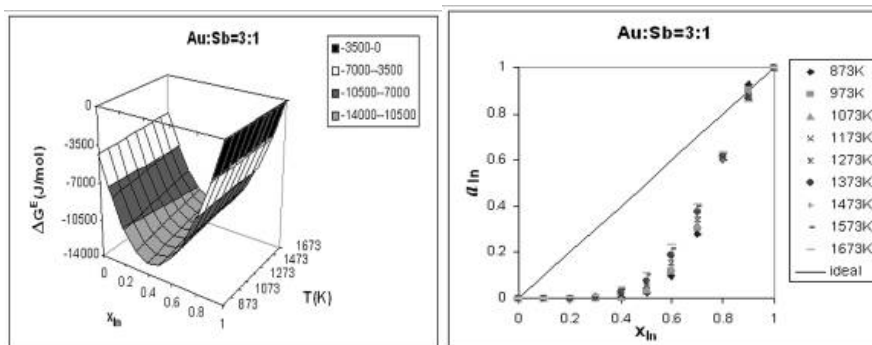 Au:Sb=3:1
-3500-0
-7000--3500
-10500--7000
-14000--10500
ΔG^E(J/mol)
0
-3500
-7000
-10500
-14000
0
0.2
0.4
0.6
0.8
1
x_In
873
1073
1273
1473
1673
T(K)
Au:Sb=3:1
a_In
1
0.8
0.6
0.4
0.2
0
0 0.2 0.4 0.6 0.8 1
x_In
873K
973K
1073K
1173K
1273K
1373K
1473K
1573K
1673K
ideal